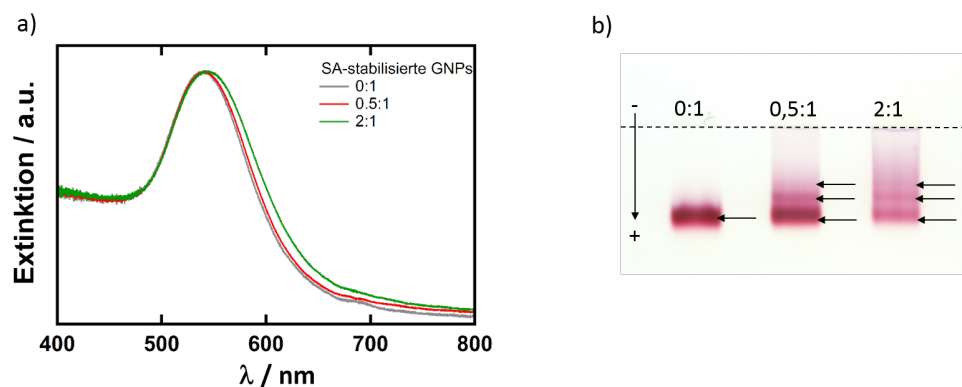 a)
Extinktion / a.u.
SA-stabilisierte GNPs
0:1
0.5:1
2:1
400 500 600 700 800
λ / nm
b)
- 0:1 0,5:1 2:1
+